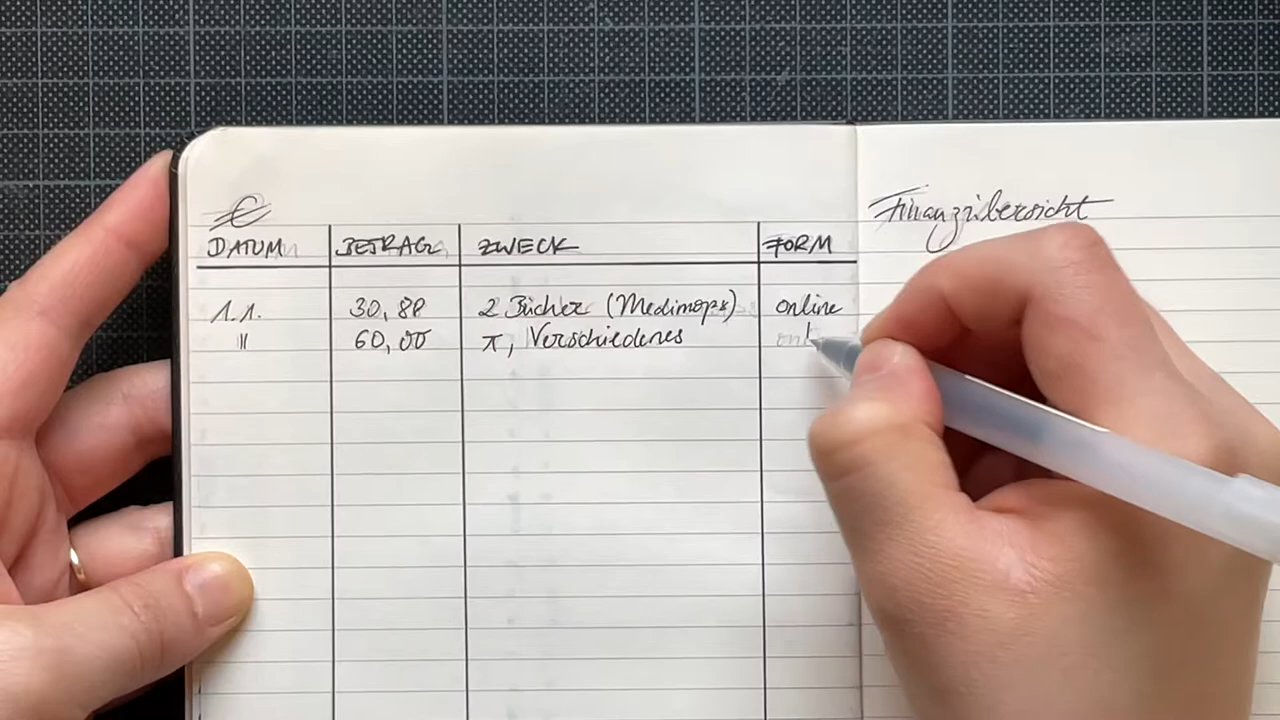 €
Finanzübersicht
DATUM BETRAG ZWECK FORM
1.1. 30,88 2 Bücher (Medimops) online
" 60,00 π, Verschiedenes